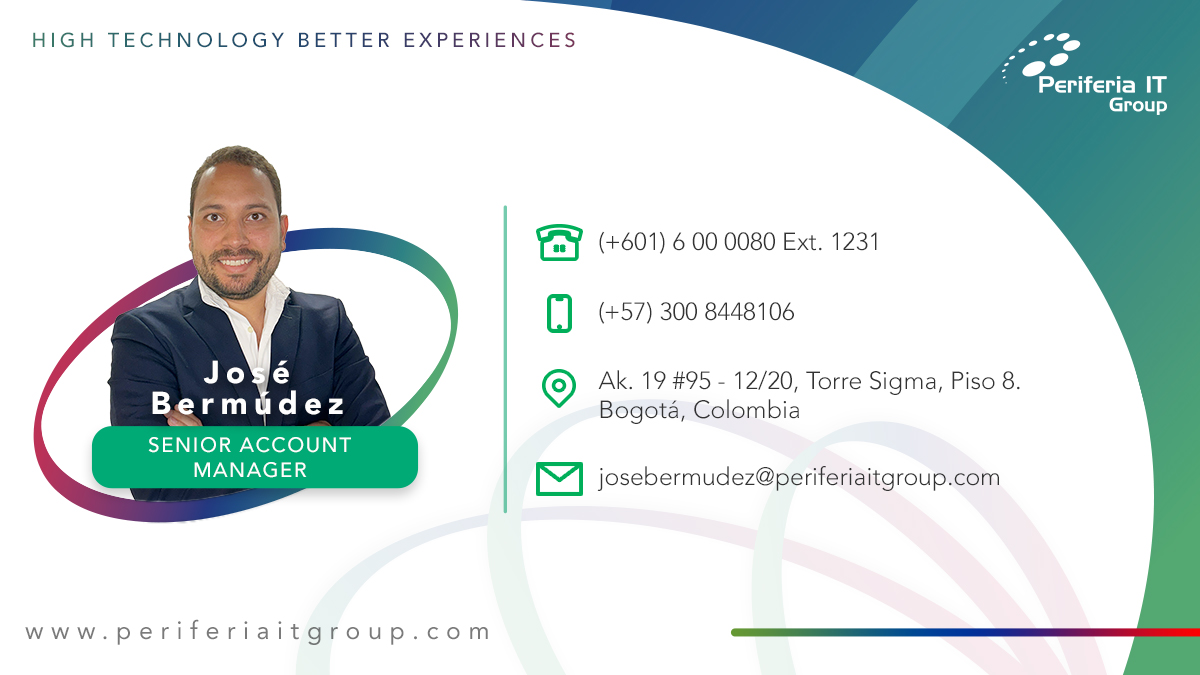 HIGH TECHNOLOGY BETTER EXPERIENCES
Periferia IT
Group
José
Bermúdez
SENIOR ACCOUNT
MANAGER
(+601) 6 00 0080 Ext. 1231
(+57) 300 8448106
Ak. 19 #95 - 12/20, Torre Sigma, Piso 8.
Bogotá, Colombia
josebermudez@periferiaitgroup.com
www.periferiaitgroup.com